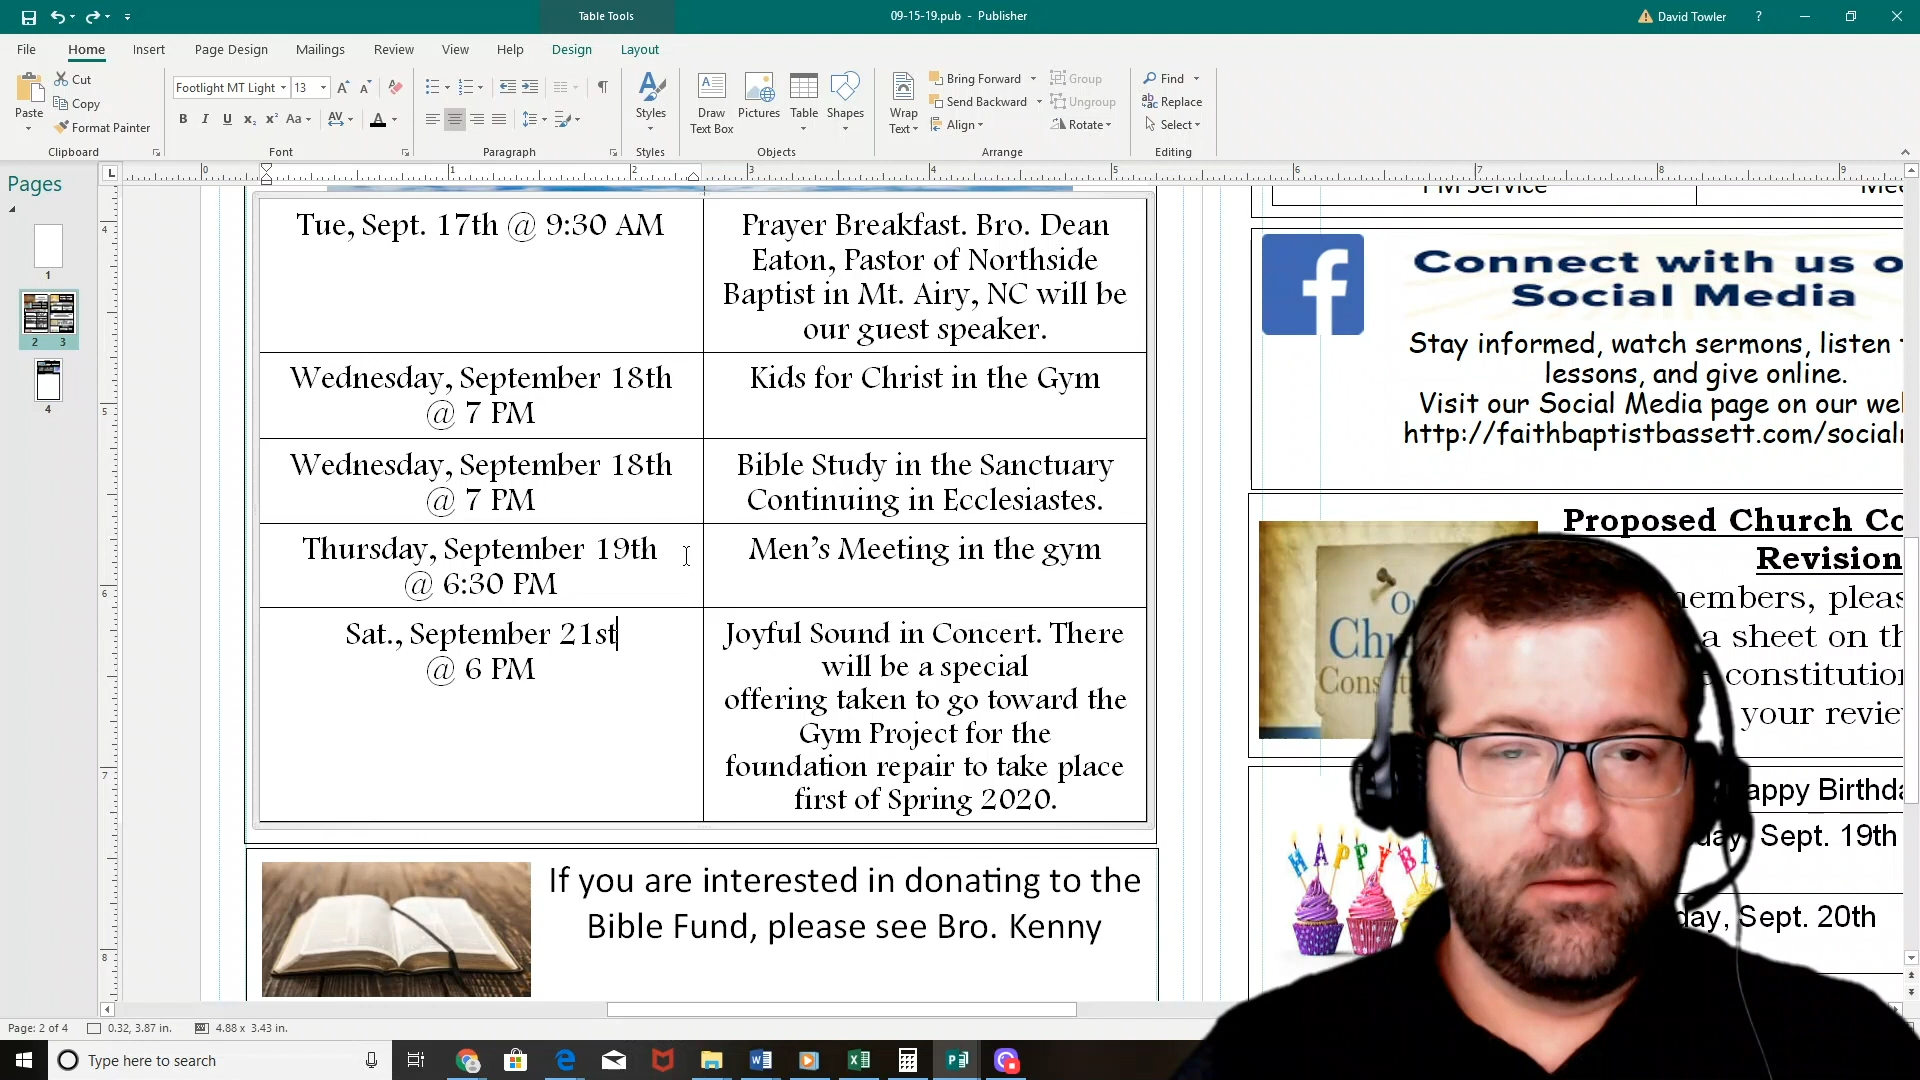 Table Tools
09-15-19.pub - Publisher
David Towler
?
File Home Insert Page Design Mailings Review View Help Design Layout
Paste
Cut
Copy
Format Painter
Clipboard
Footlight MT Light 13
Font
Paragraph
Styles
Styles
Draw Text Box
Pictures
Table
Shapes
Objects
Wrap Text
Bring Forward
Send Backward
Align
Group
Ungroup
Rotate
Arrange
Find
Replace
Select
Editing
Pages
1
2 3
4
Tue, Sept. 17th @ 9:30 AM
Prayer Breakfast. Bro. Dean
Eaton, Pastor of Northside
Baptist in Mt. Airy, NC will be
our guest speaker.
Wednesday, September 18th
@ 7 PM
Kids for Christ in the Gym
Wednesday, September 18th
@ 7 PM
Bible Study in the Sanctuary
Continuing in Ecclesiastes.
Thursday, September 19th
@ 6:30 PM
Men's Meeting in the gym
Sat., September 21st
@ 6 PM
Joyful Sound in Concert. There
will be a special
offering taken to go toward the
Gym Project for the
foundation repair to take place
first of Spring 2020.
If you are interested in donating to the
Bible Fund, please see Bro. Kenny
PM Service
Connect with us o
Social Media
Stay informed, watch sermons, listen
lessons, and give online.
Visit our Social Media page on our we
http://faithbaptistbassett.com/social
Proposed Church Co
Revision
embers, pleas
a sheet on th
constitution
your revie
appy Birthda
day, Sept. 19th
day, Sept. 20th
HAPPY BI
Page: 2 of 4
0.32, 3.87 in.
4.88 x 3.43 in.
Type here to search